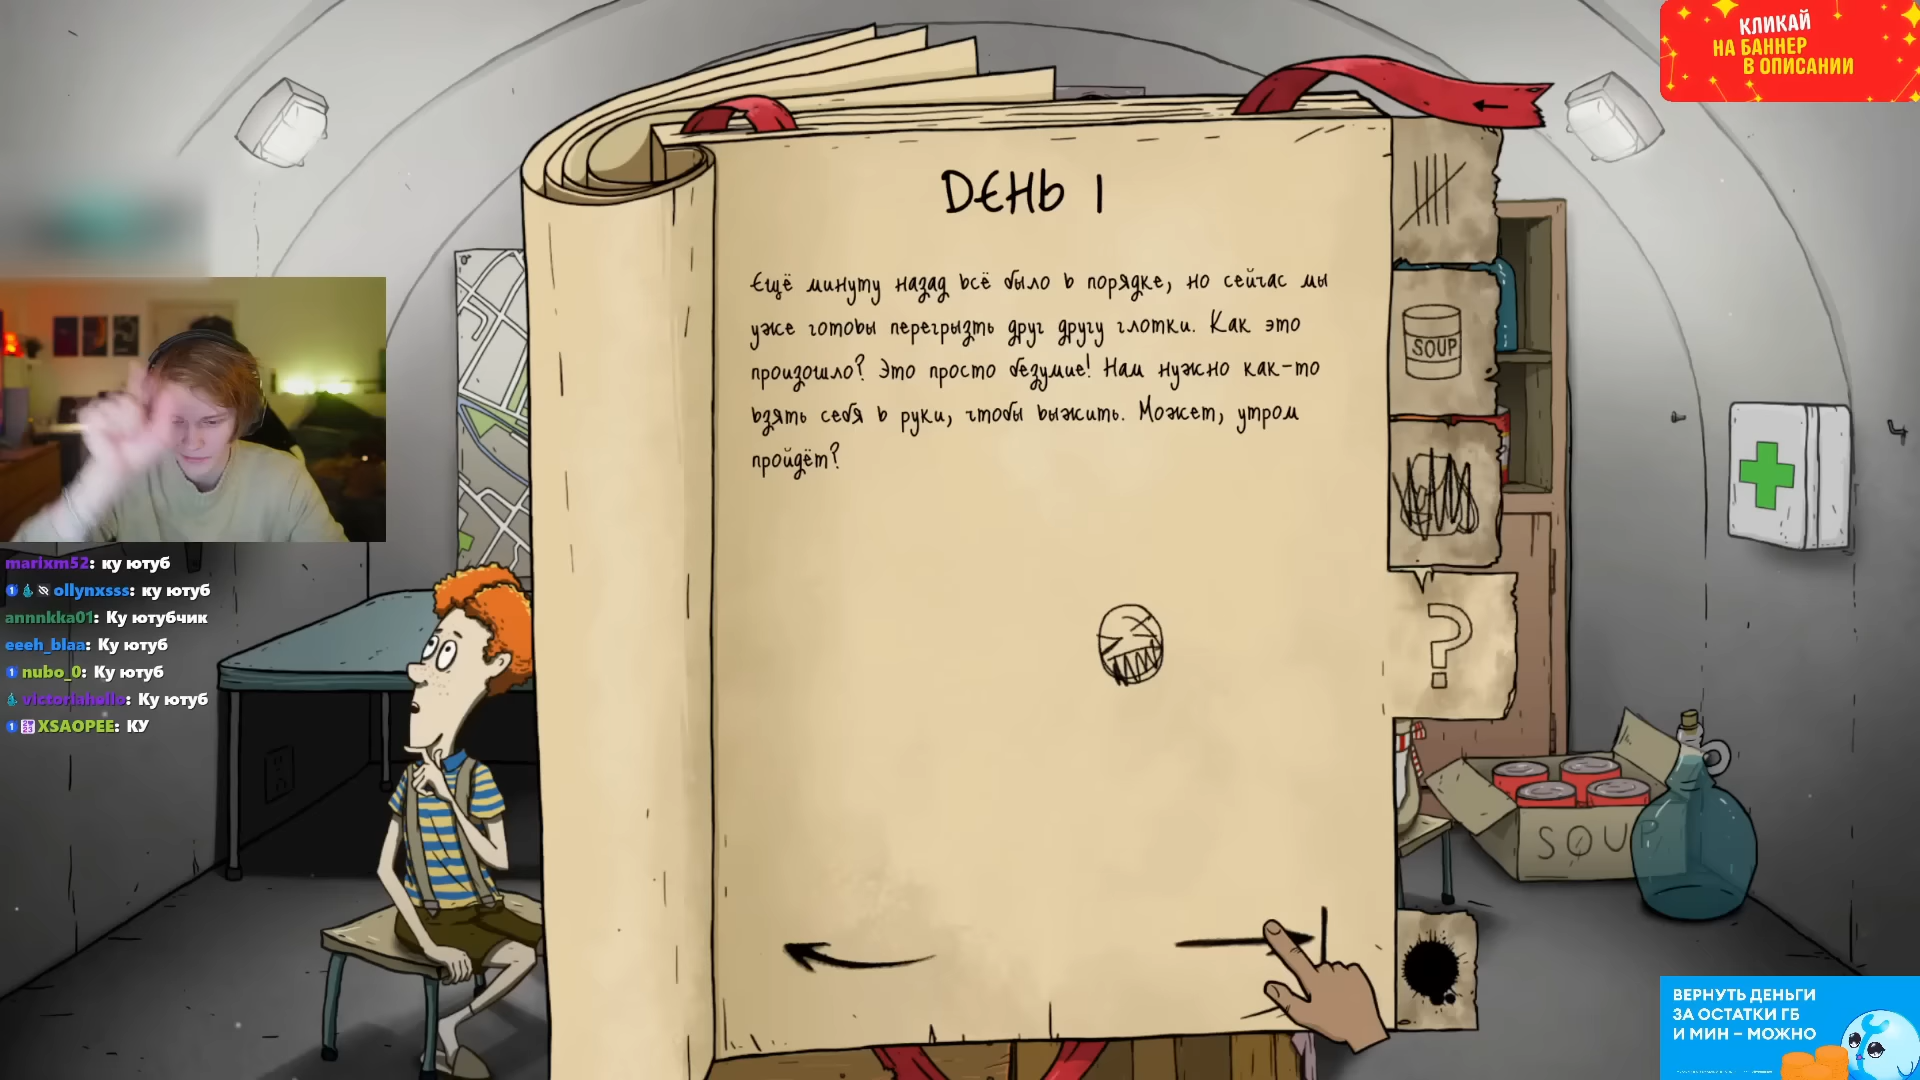 КЛИКАЙ
НА БАННЕР
В ОПИСАНИИ
ДЕНЬ 1
Ещё минуту назад всё было в порядке, но сейчас мы
уже готовы перегрызть друг другу глотки. Как это
произошло? Это просто безумие! Нам нужно как-то
взять себя в руки, чтобы выжить. Может, утром
пройдёт?
SOUP
?
marixm52: ку ютуб
ollynxsss: ку ютуб
annnkka01: Ку ютубчик
eeeh_blaa: Ку ютуб
nubo_0: Ку ютуб
victoriahollo: Ку ютуб
XSAOPEE: КУ
SOUP
ВЕРНУТЬ ДЕНЬГИ
ЗА ОСТАТКИ ГБ
И МИН – МОЖНО